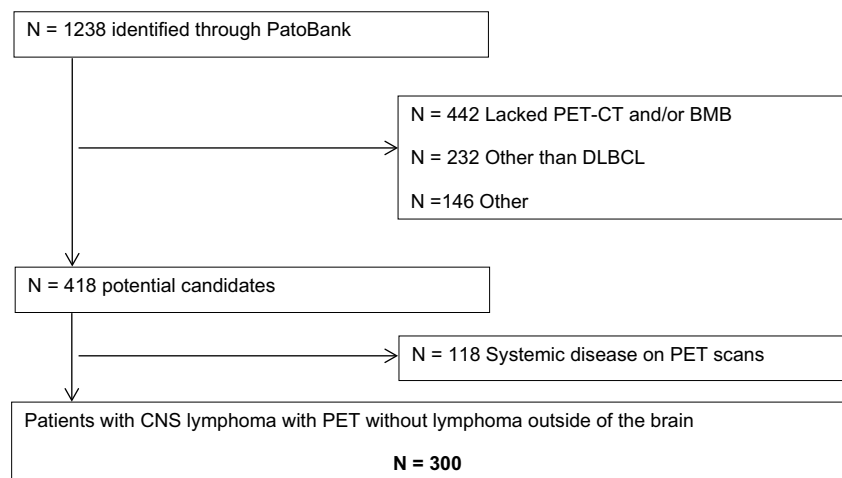 N = 1238 identified through PatoBank
N = 442 Lacked PET-CT and/or BMB
N = 232 Other than DLBCL
N =146 Other
N = 418 potential candidates
N = 118 Systemic disease on PET scans
Patients with CNS lymphoma with PET without lymphoma outside of the brain
N = 300